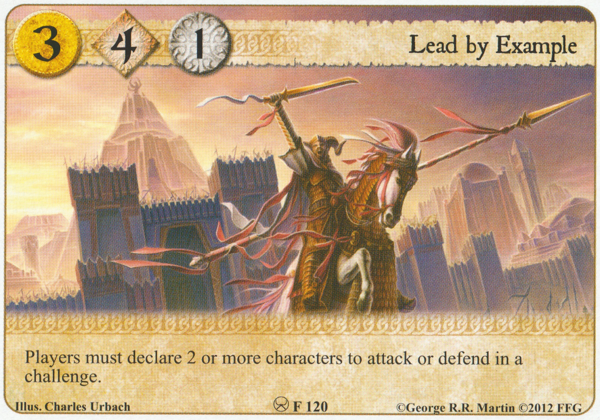 3 4 1 Lead by Example
Players must declare 2 or more characters to attack or defend in a
challenge.
Illus. Charles Urbach F 120 ©George R.R. Martin ©2012 FFG